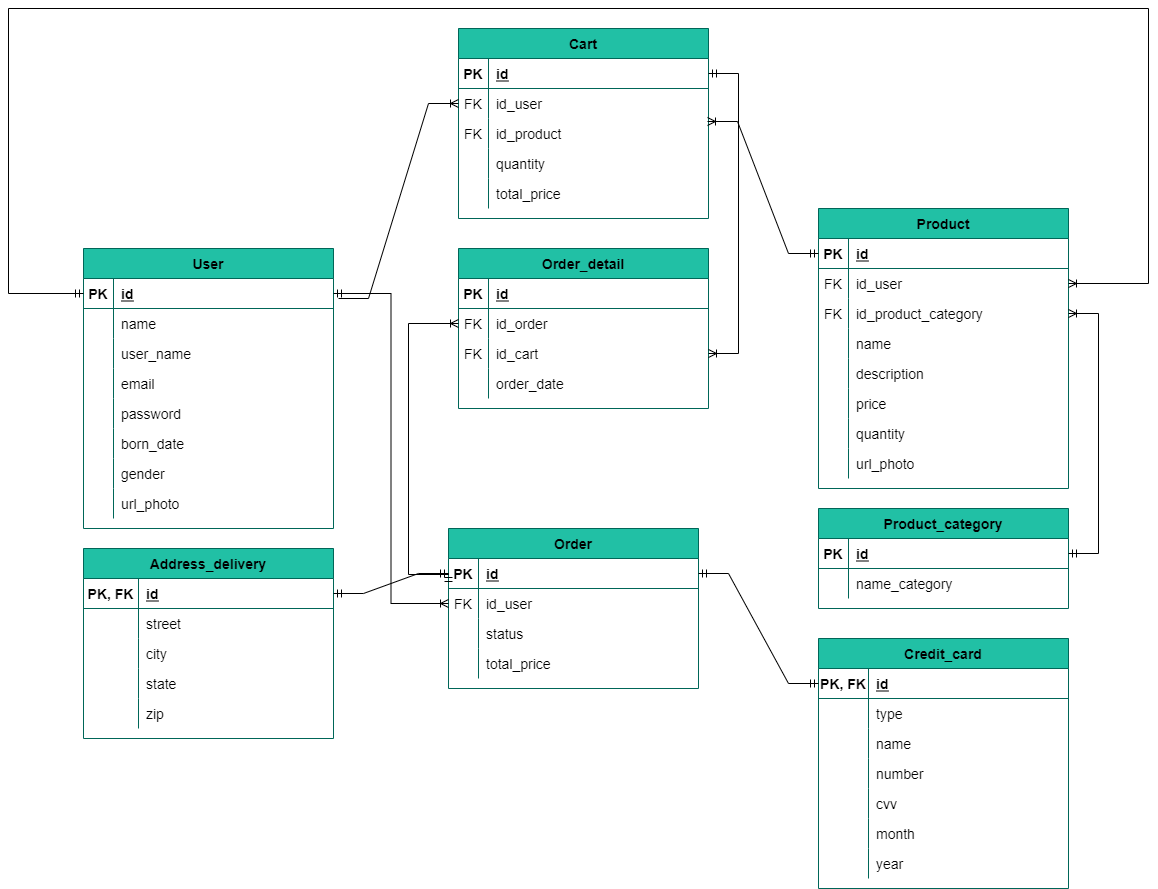 Cart
PK id
FK id_user
FK id_product
quantity
total_price
User
PK id
name
user_name
email
password
born_date
gender
url_photo
Order_detail
PK id
FK id_order
FK id_cart
order_date
Product
PK id
FK id_user
FK id_product_category
name
description
price
quantity
url_photo
Address_delivery
PK, FK id
street
city
state
zip
Order
PK id
FK id_user
status
total_price
Product_category
PK id
name_category
Credit_card
PK, FK id
type
name
number
cvv
month
year